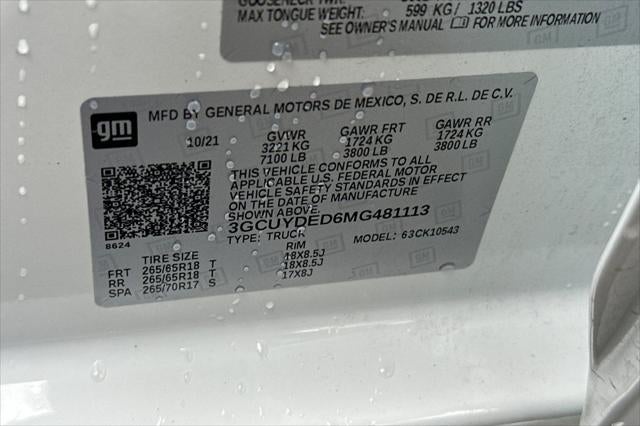 MAX TONGUE WEIGHT: 599 KG / 1320 LBS
SEE OWNER'S MANUAL FOR MORE INFORMATION
gm
MFD BY GENERAL MOTORS DE MEXICO, S. DE R.L. DE C.V.
10/21 GVWR GAWR FRT GAWR RR
3221 KG 1724 KG 1724 KG
7100 LB 3800 LB 3800 LB
THIS VEHICLE CONFORMS TO ALL
APPLICABLE U.S. FEDERAL MOTOR
VEHICLE SAFETY STANDARDS IN EFFECT
ON THE DATE OF MANUFACTURE
SHOWN ABOVE.
3GCUYDED6MG481113
8624 TYPE: TRUCK MODEL: 63CK10543
TIRE SIZE RIM
FRT 265/65R18 T 18X8.5J
RR 265/65R18 T 18X8.5J
SPA 265/70R17 S 17X8J